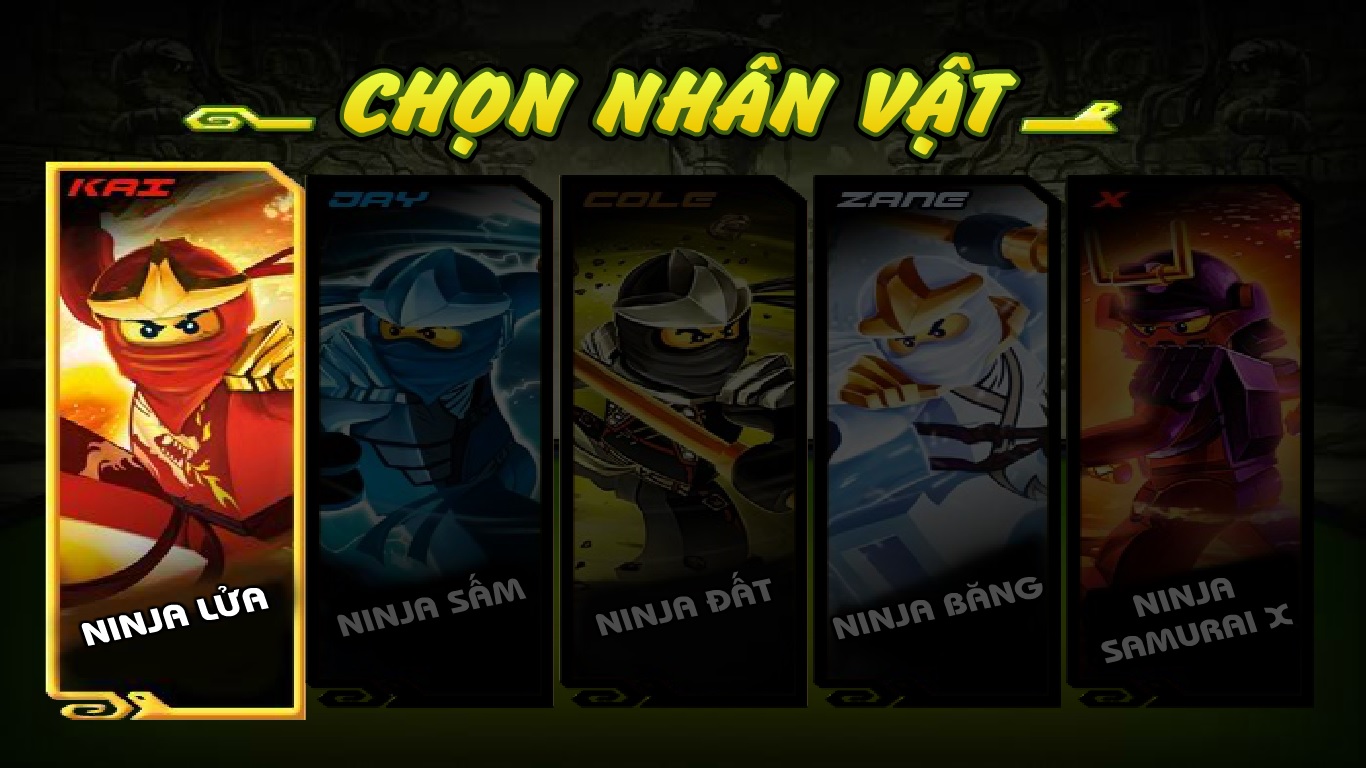 CHỌN NHÂN VẬT
KAI
JAY
COLE
ZANE
X
NINJA LỬA
NINJA SẤM
NINJA ĐẤT
NINJA BĂNG
NINJA
SAMURAI X